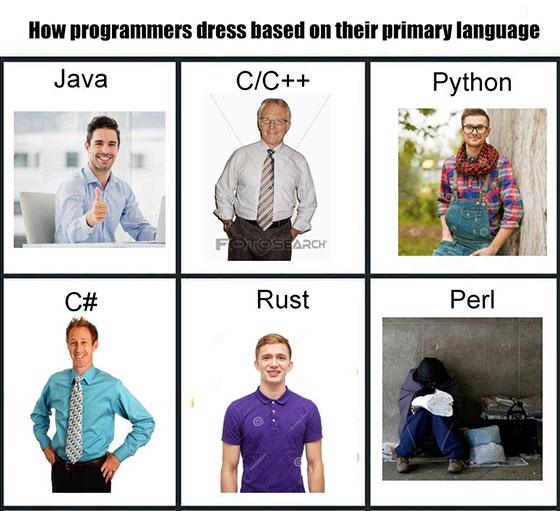 How programmers dress based on their primary language
Java
C/C++
Python
FOTOSEARCH
C#
Rust
Perl